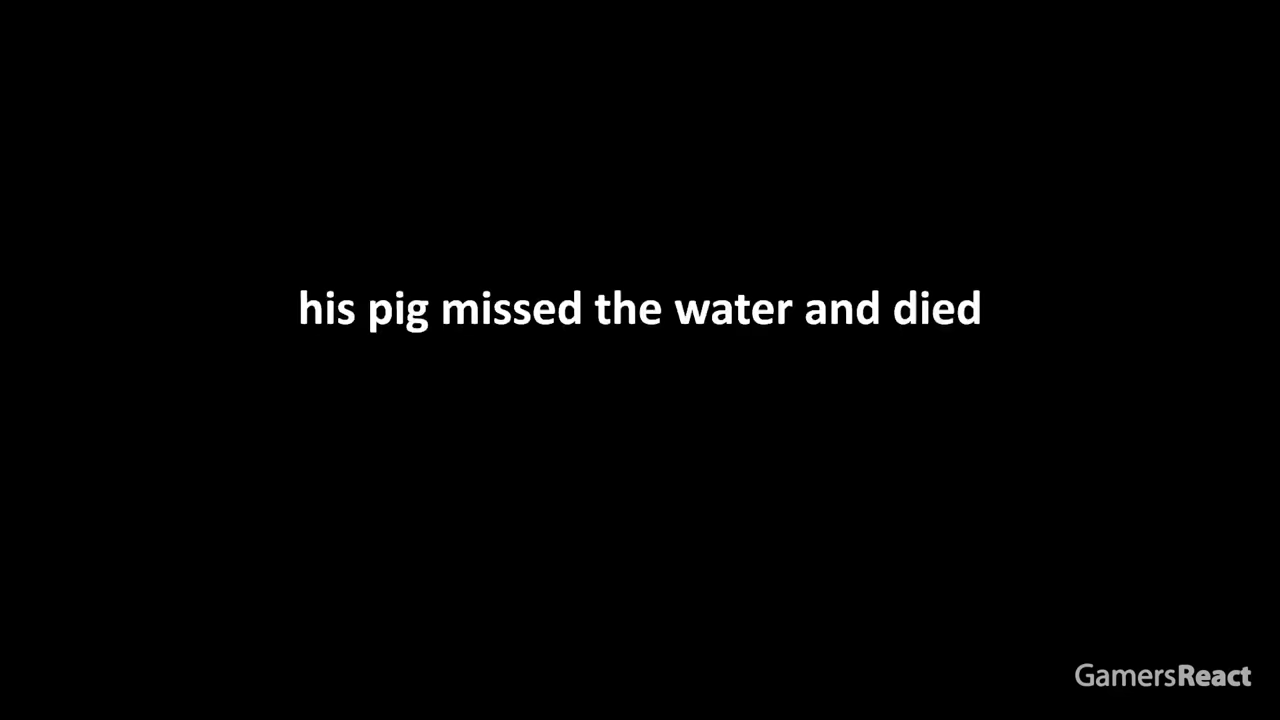 his pig missed the water and died
GamersReact